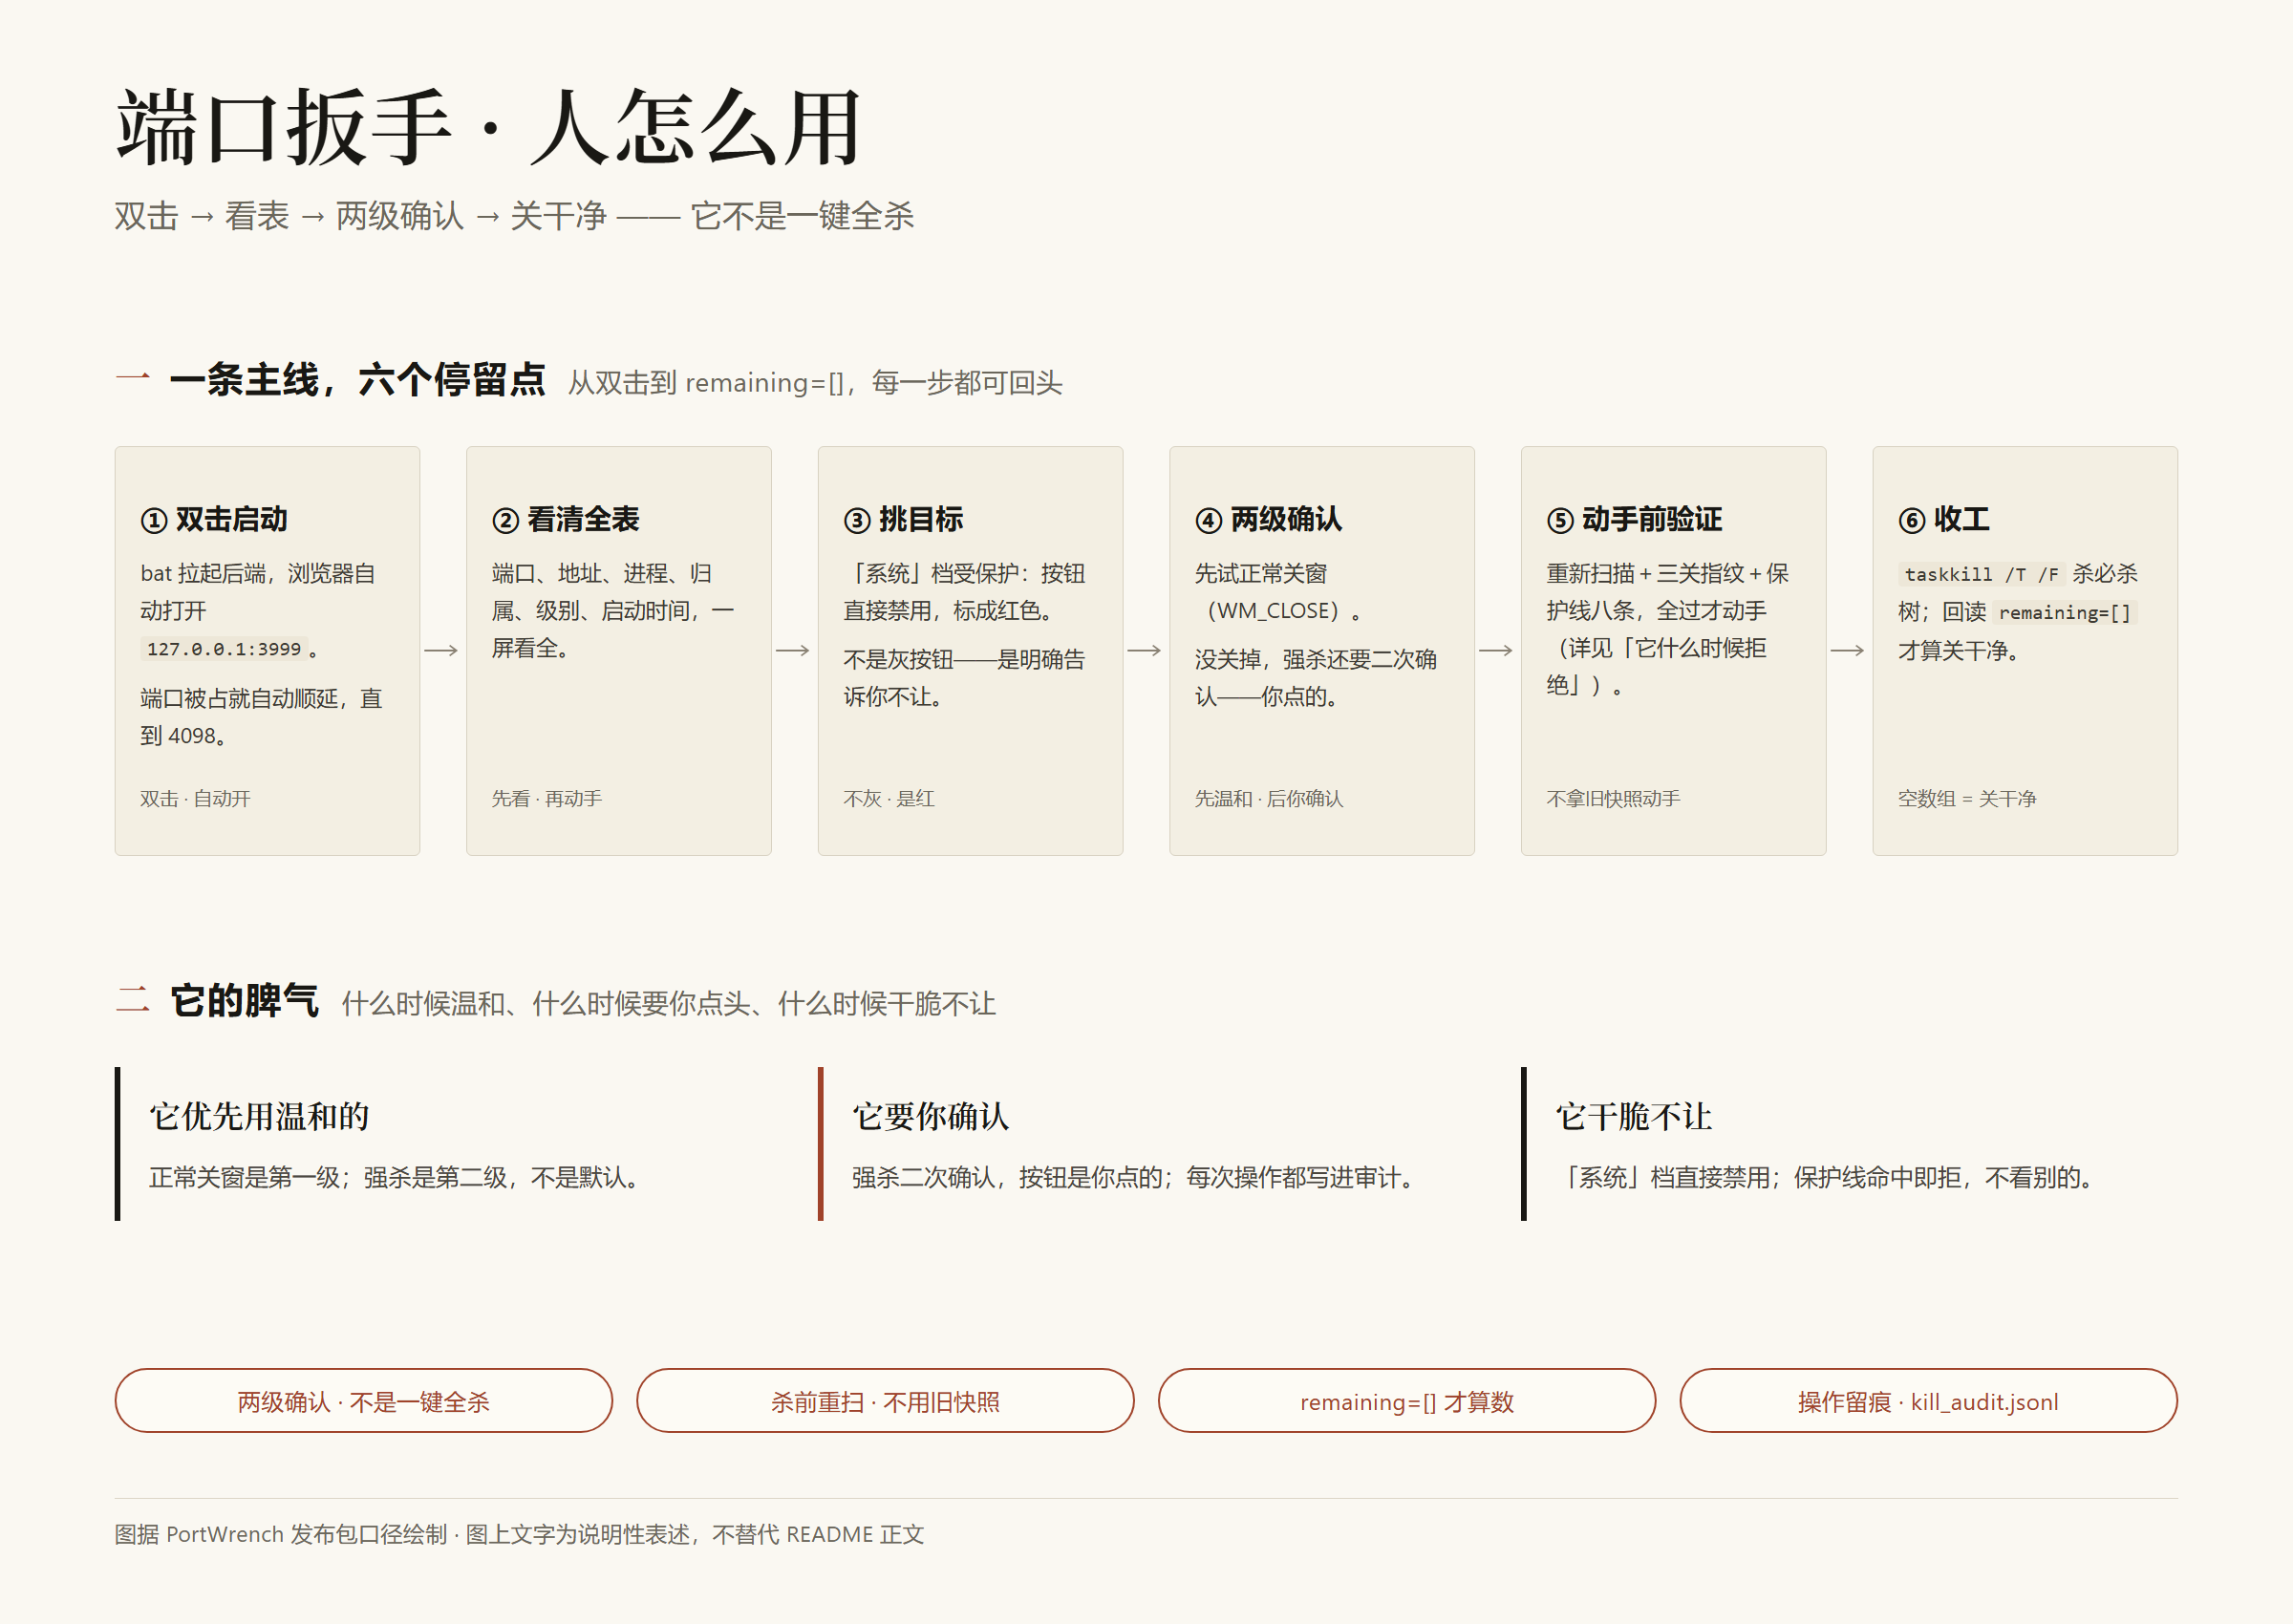 端口扳手 · 人怎么用
双击 → 看表 → 两级确认 → 关干净 —— 它不是一键全杀
一 一条主线，六个停留点 从双击到 remaining=[]，每一步都可回头
① 双击启动
bat 拉起后端，浏览器自
动打开
127.0.0.1:3999 。
端口被占就自动顺延，直
到 4098。
双击 · 自动开
→
② 看清全表
端口、地址、进程、归
属、级别、启动时间，一
屏看全。
先看 · 再动手
→
③ 挑目标
「系统」档受保护：按钮
直接禁用，标成红色。
不是灰按钮——是明确告
诉你不让。
不灰 · 是红
→
④ 两级确认
先试正常关窗
（WM_CLOSE）。
没关掉，强杀还要二次确
认——你点的。
先温和 · 后你确认
→
⑤ 动手前验证
重新扫描 + 三关指纹 + 保
护线八条，全过才动手
（详见「它什么时候拒
绝」）。
不拿旧快照动手
→
⑥ 收工
taskkill /T /F 杀必杀
树；回读 remaining=[]
才算关干净。
空数组 = 关干净
二 它的脾气 什么时候温和、什么时候要你点头、什么时候干脆不让
它优先用温和的
正常关窗是第一级；强杀是第二级，不是默认。
它要你确认
强杀二次确认，按钮是你点的；每次操作都写进审计。
它干脆不让
「系统」档直接禁用；保护线命中即拒，不看别的。
两级确认 · 不是一键全杀
杀前重扫 · 不用旧快照
remaining=[] 才算数
操作留痕 · kill_audit.jsonl
图据 PortWrench 发布包口径绘制 · 图上文字为说明性表述，不替代 README 正文